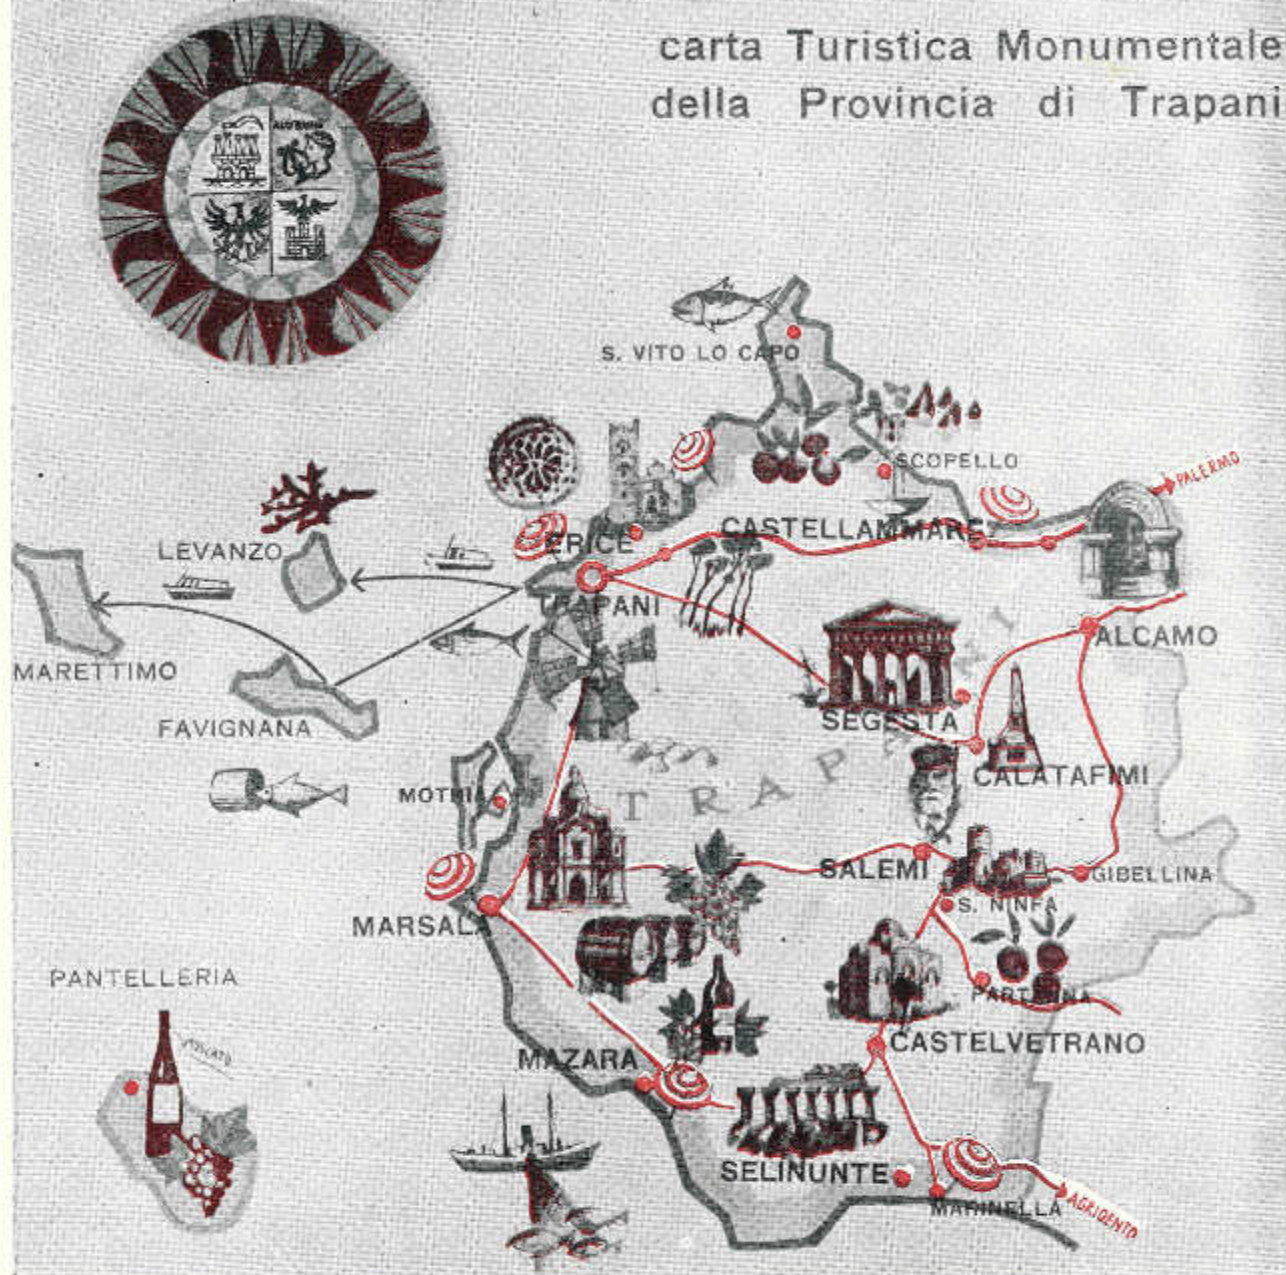 carta Turistica Monumentale
della Provincia di Trapani
S. VITO LO CAPO
SCOPELLO
PALERMO
CASTELLAMMARE
ERICE
LEVANZO
TRAPANI
ALCAMO
MARETTIMO
FAVIGNANA
SEGESTA
CALATAFIMI
MOTHIA
TRAPANI
SALEMI
GIBELLINA
S. NINFA
MARSALA
PANTELLERIA
PARTANNA
MOSCATO
CASTELVETRANO
MAZARA
SELINUNTE
MARINELLA
AGRIGENTO